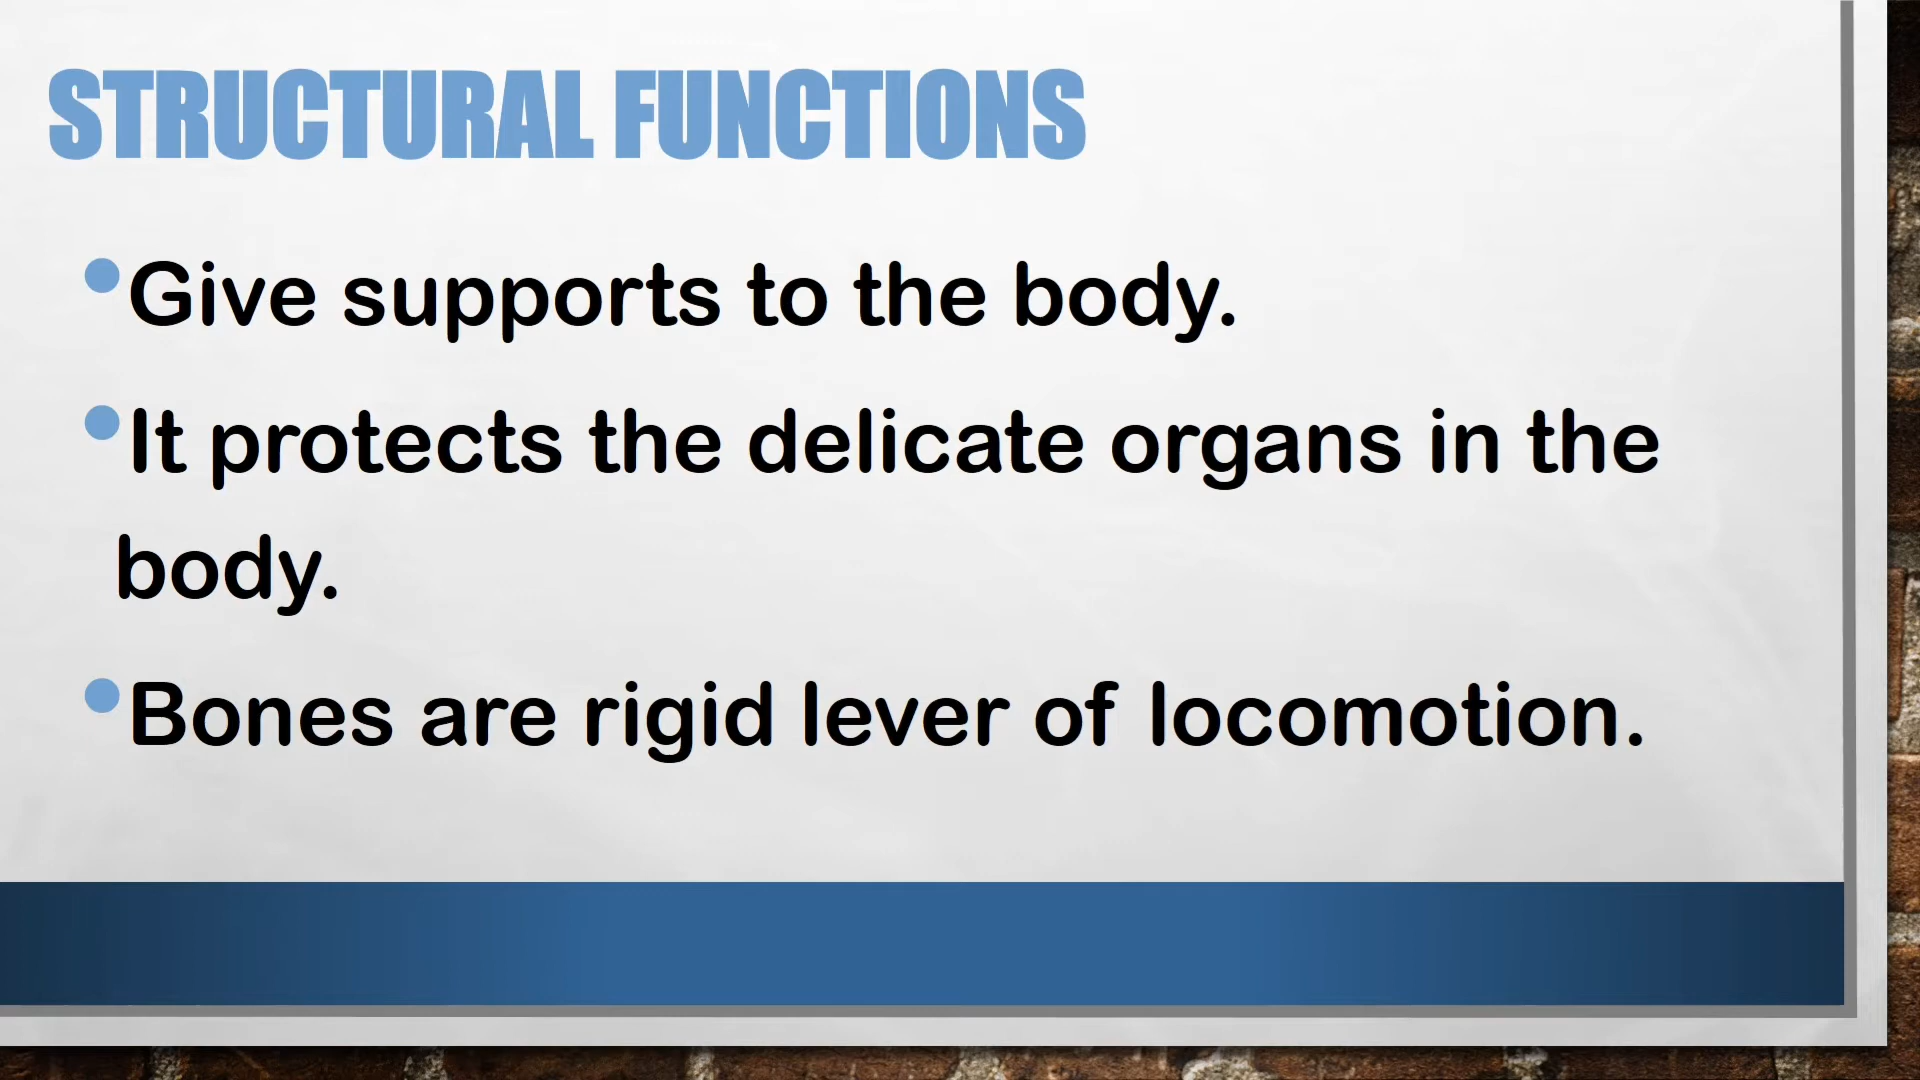 STRUCTURAL FUNCTIONS
•Give supports to the body.
•It protects the delicate organs in the
body.
•Bones are rigid lever of locomotion.